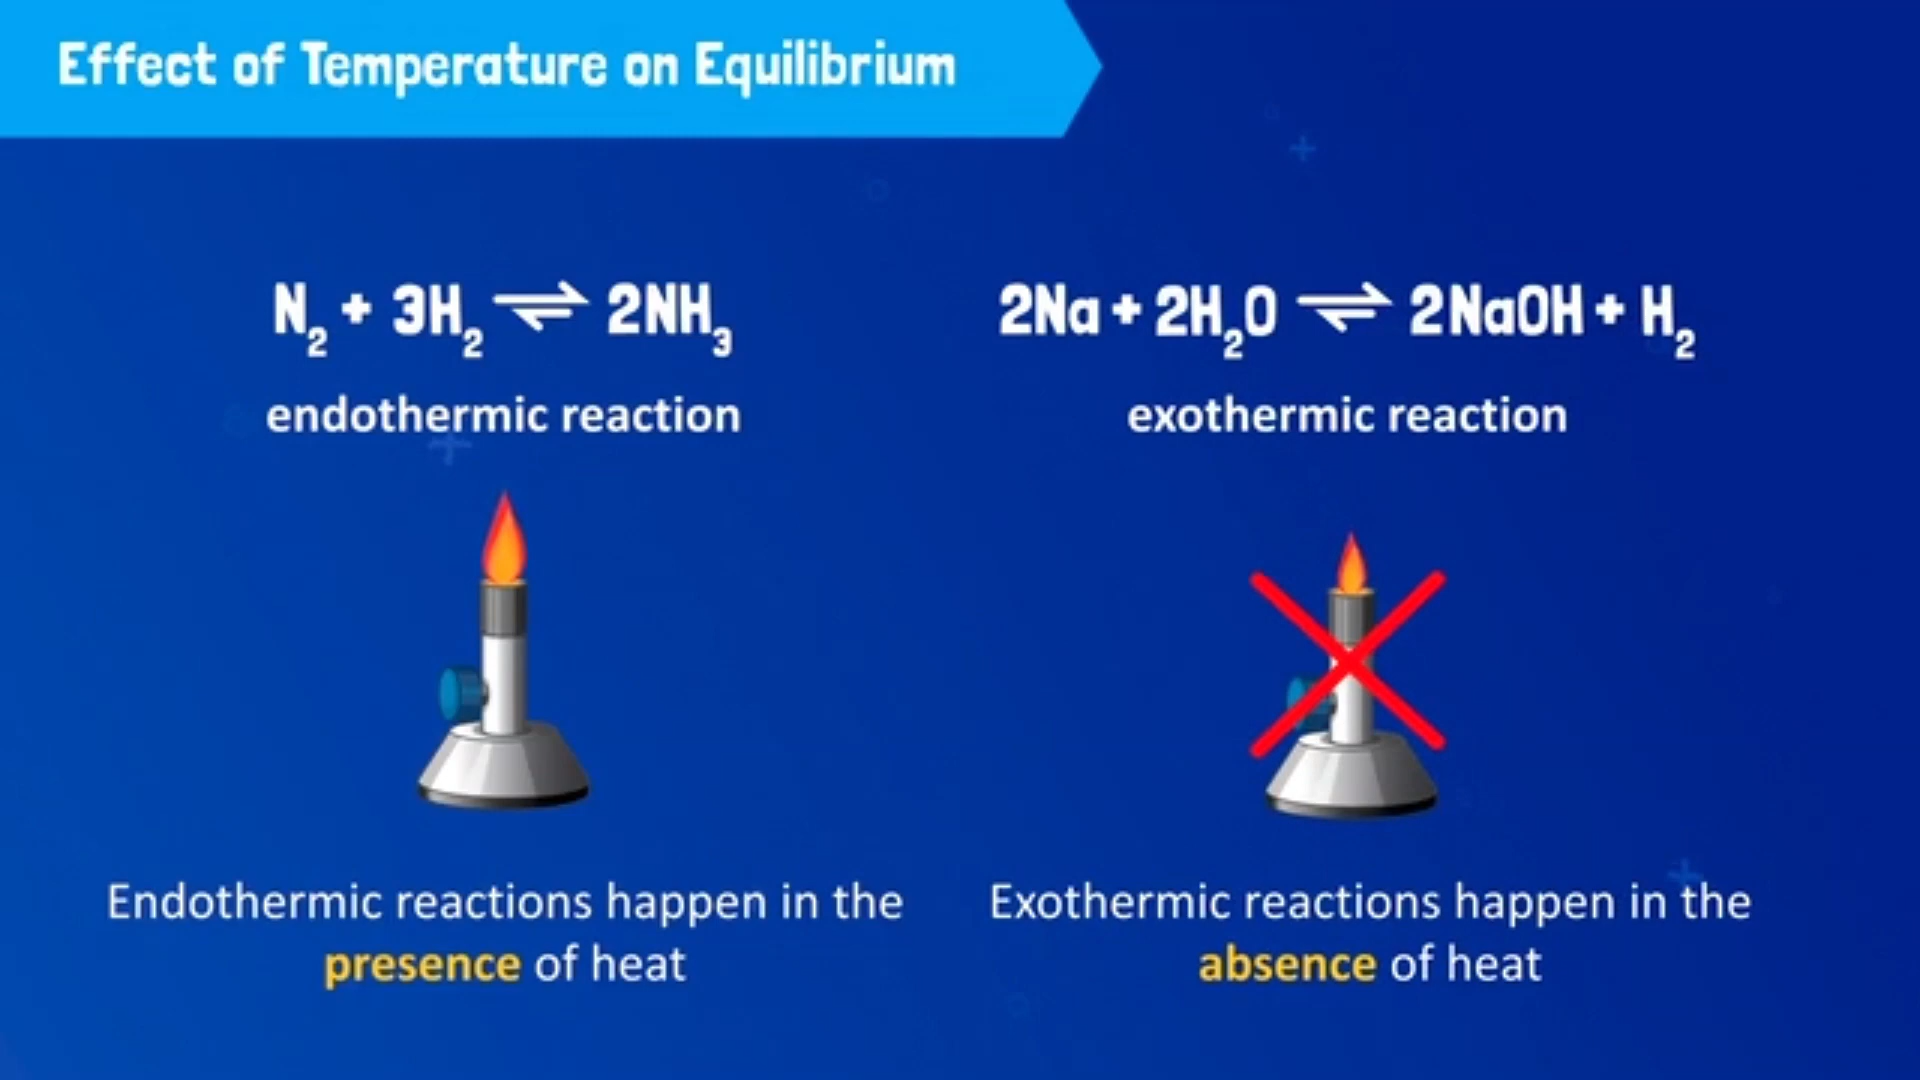 Effect of Temperature on Equilibrium
N₂ + 3H₂ ⇌ 2NH₃
endothermic reaction
Endothermic reactions happen in the
presence of heat
2Na + 2H₂O ⇌ 2NaOH + H₂
exothermic reaction
Exothermic reactions happen in the
absence of heat